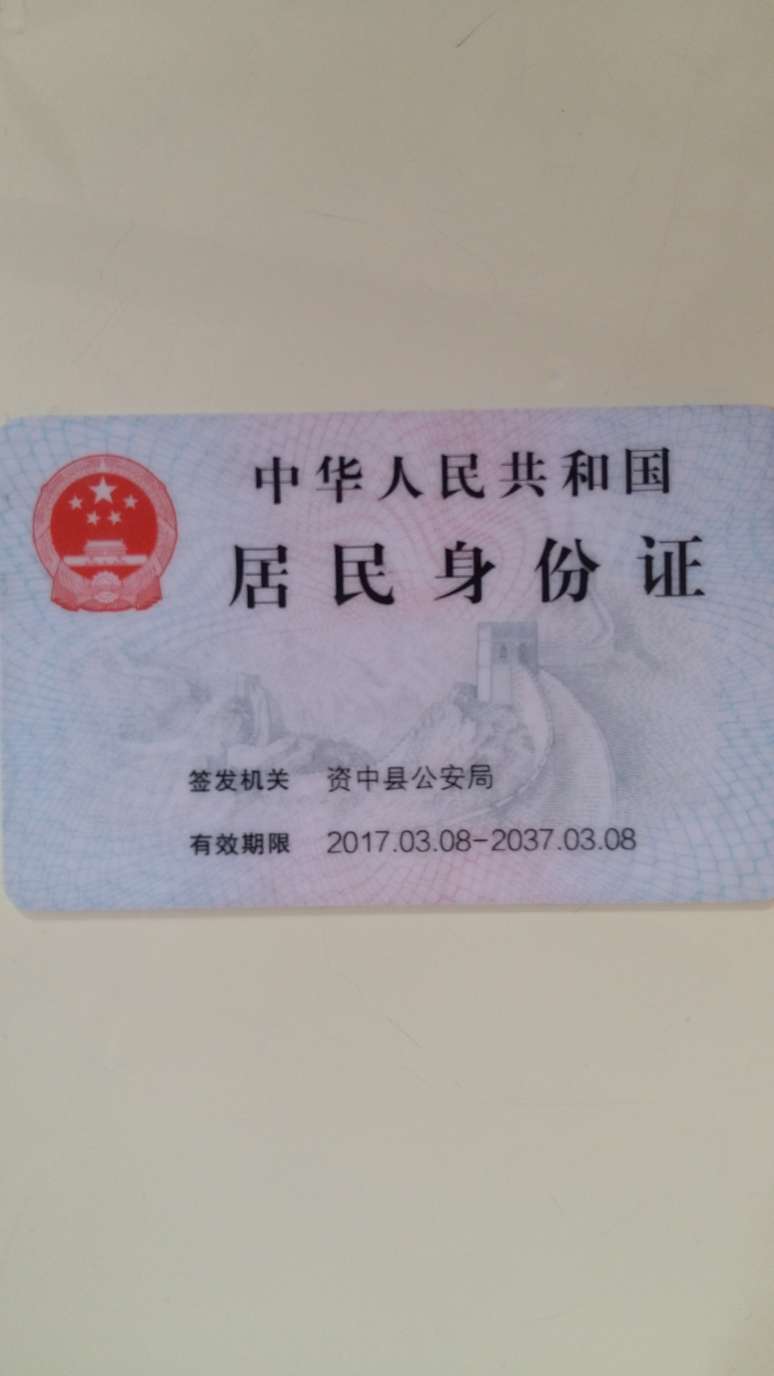 中华人民共和国
居民身份证
签发机关 资中县公安局
有效期限 2017.03.08-2037.03.08